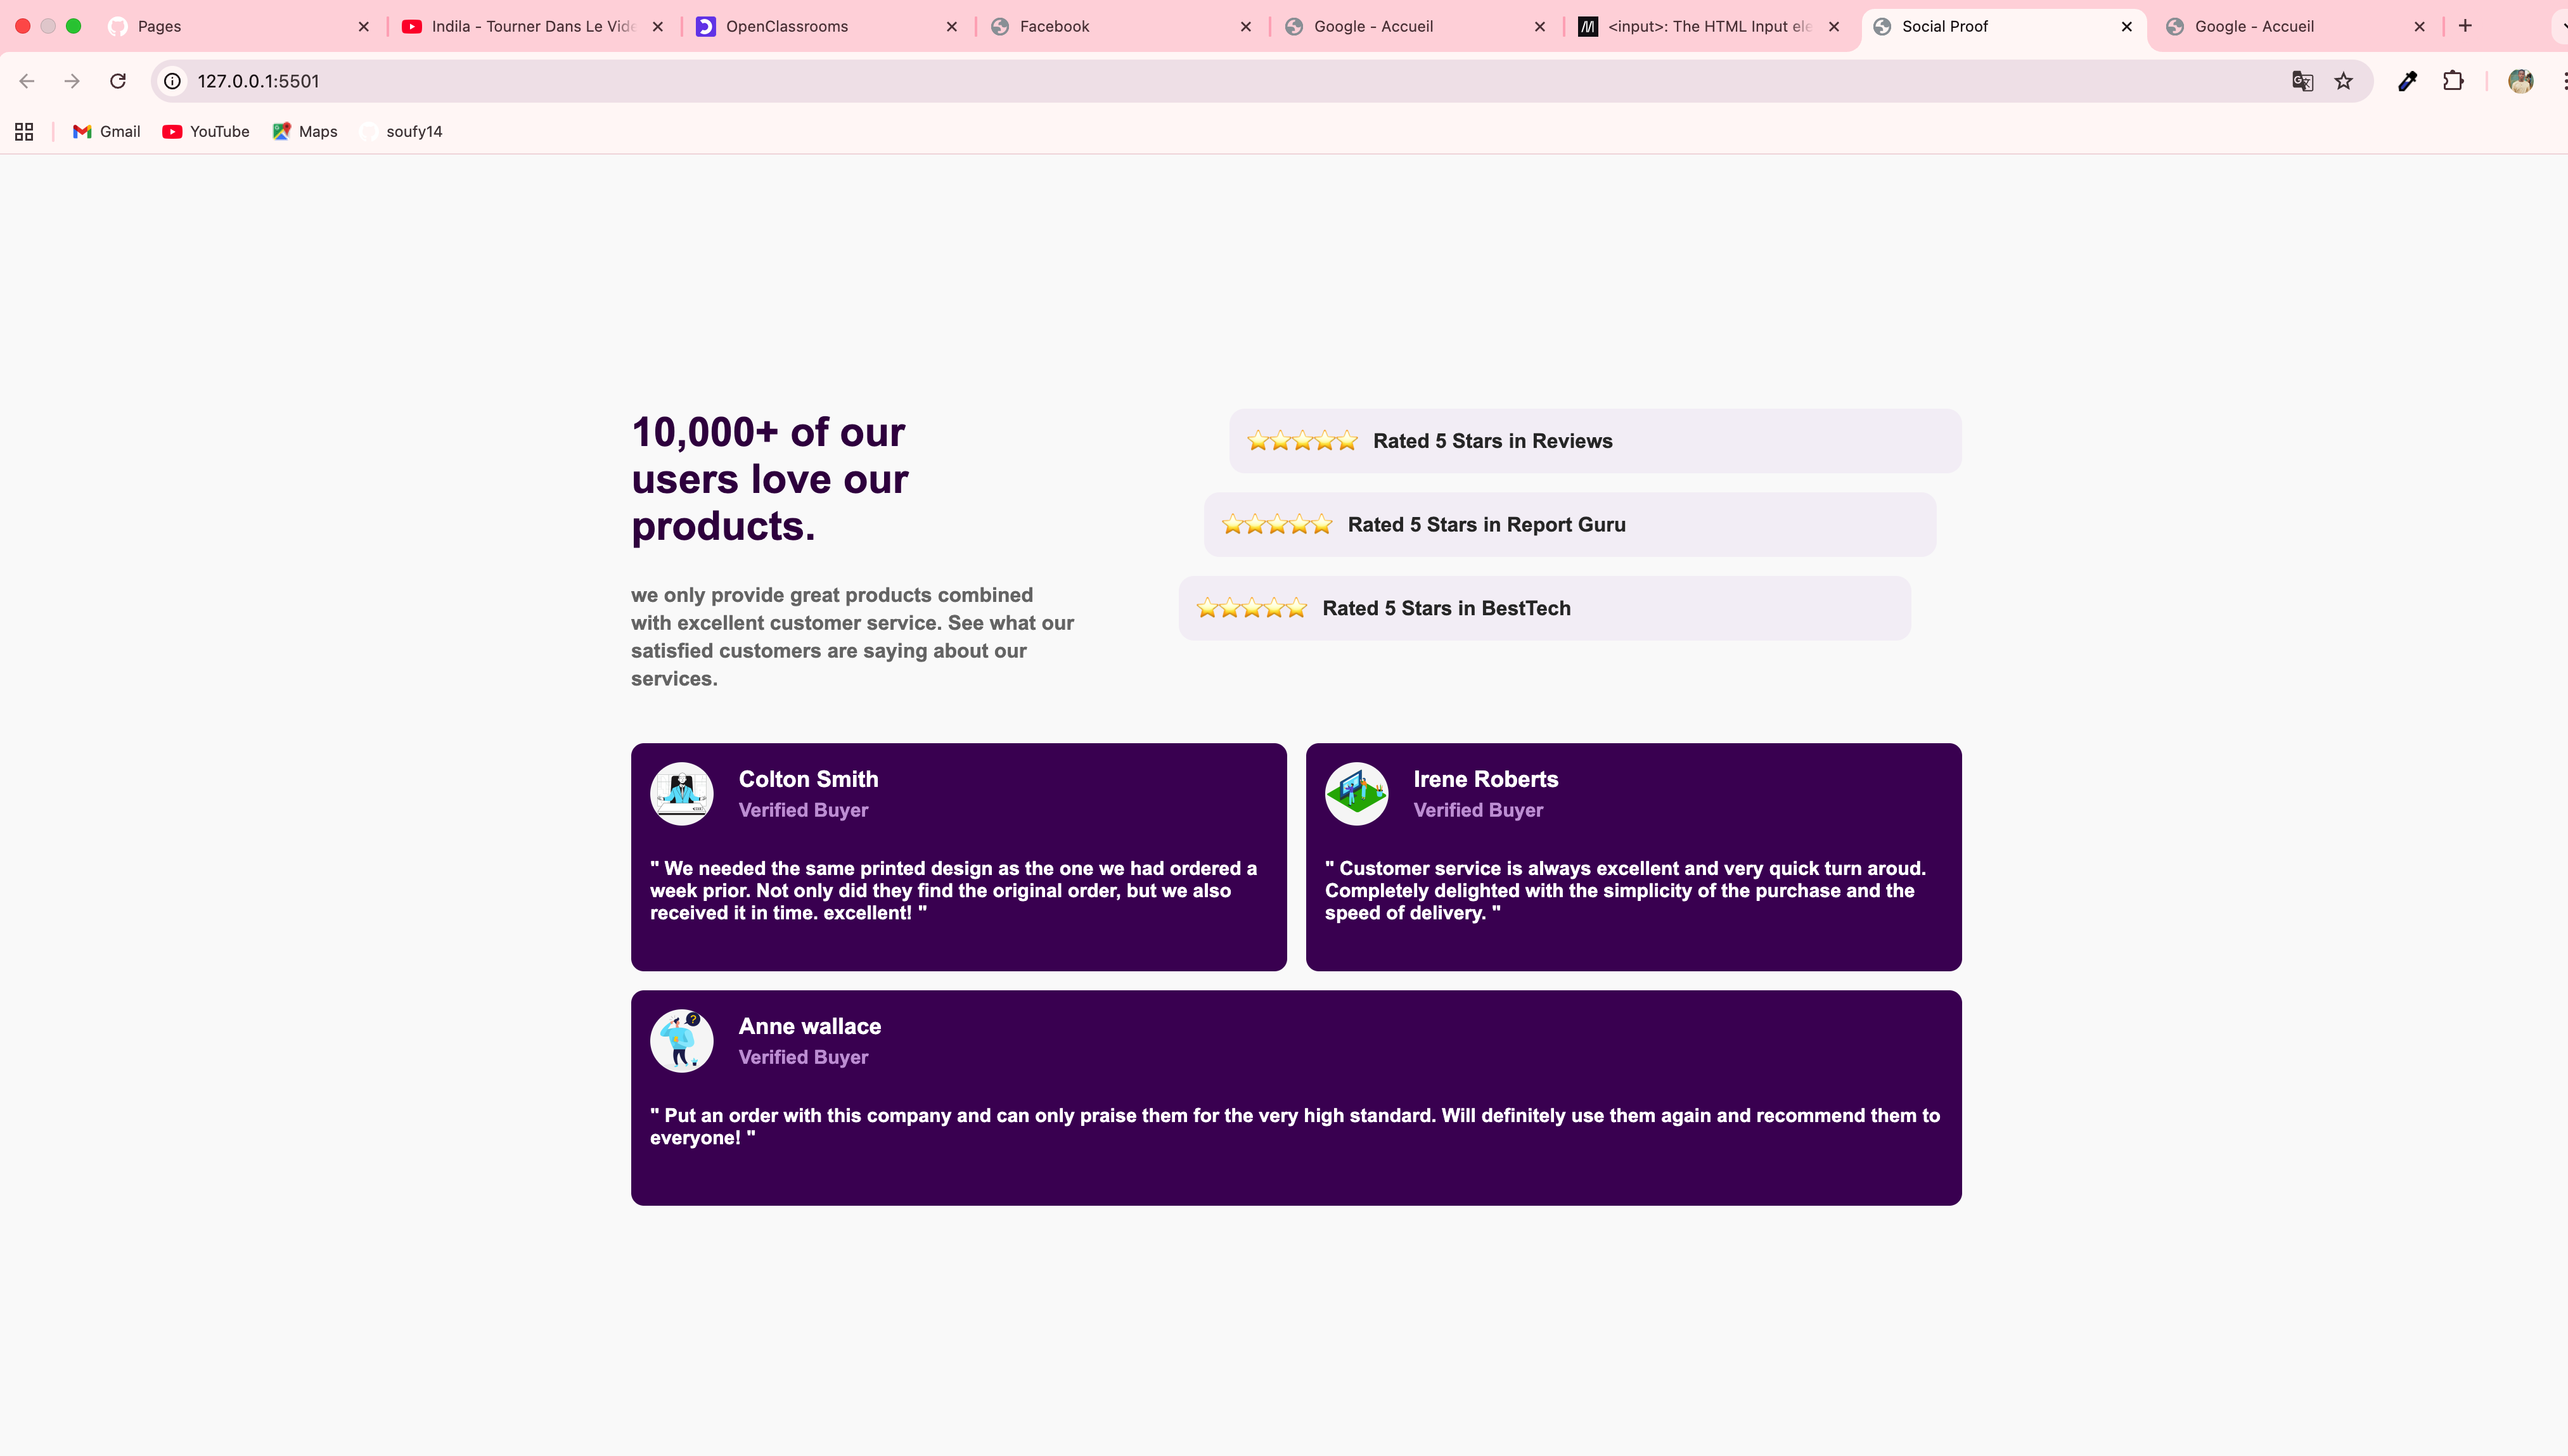 Pages
Indila - Tourner Dans Le Vide
OpenClassrooms
Facebook
Google - Accueil
<input>: The HTML Input ele
Social Proof
Google - Accueil
127.0.0.1:5501
Gmail
YouTube
Maps
soufy14
10,000+ of our
users love our
products.
we only provide great products combined
with excellent customer service. See what our
satisfied customers are saying about our
services.
Rated 5 Stars in Reviews
Rated 5 Stars in Report Guru
Rated 5 Stars in BestTech
Colton Smith
Verified Buyer
" We needed the same printed design as the one we had ordered a
week prior. Not only did they find the original order, but we also
received it in time. excellent! "
Irene Roberts
Verified Buyer
" Customer service is always excellent and very quick turn aroud.
Completely delighted with the simplicity of the purchase and the
speed of delivery. "
Anne wallace
Verified Buyer
" Put an order with this company and can only praise them for the very high standard. Will definitely use them again and recommend them to
everyone! "